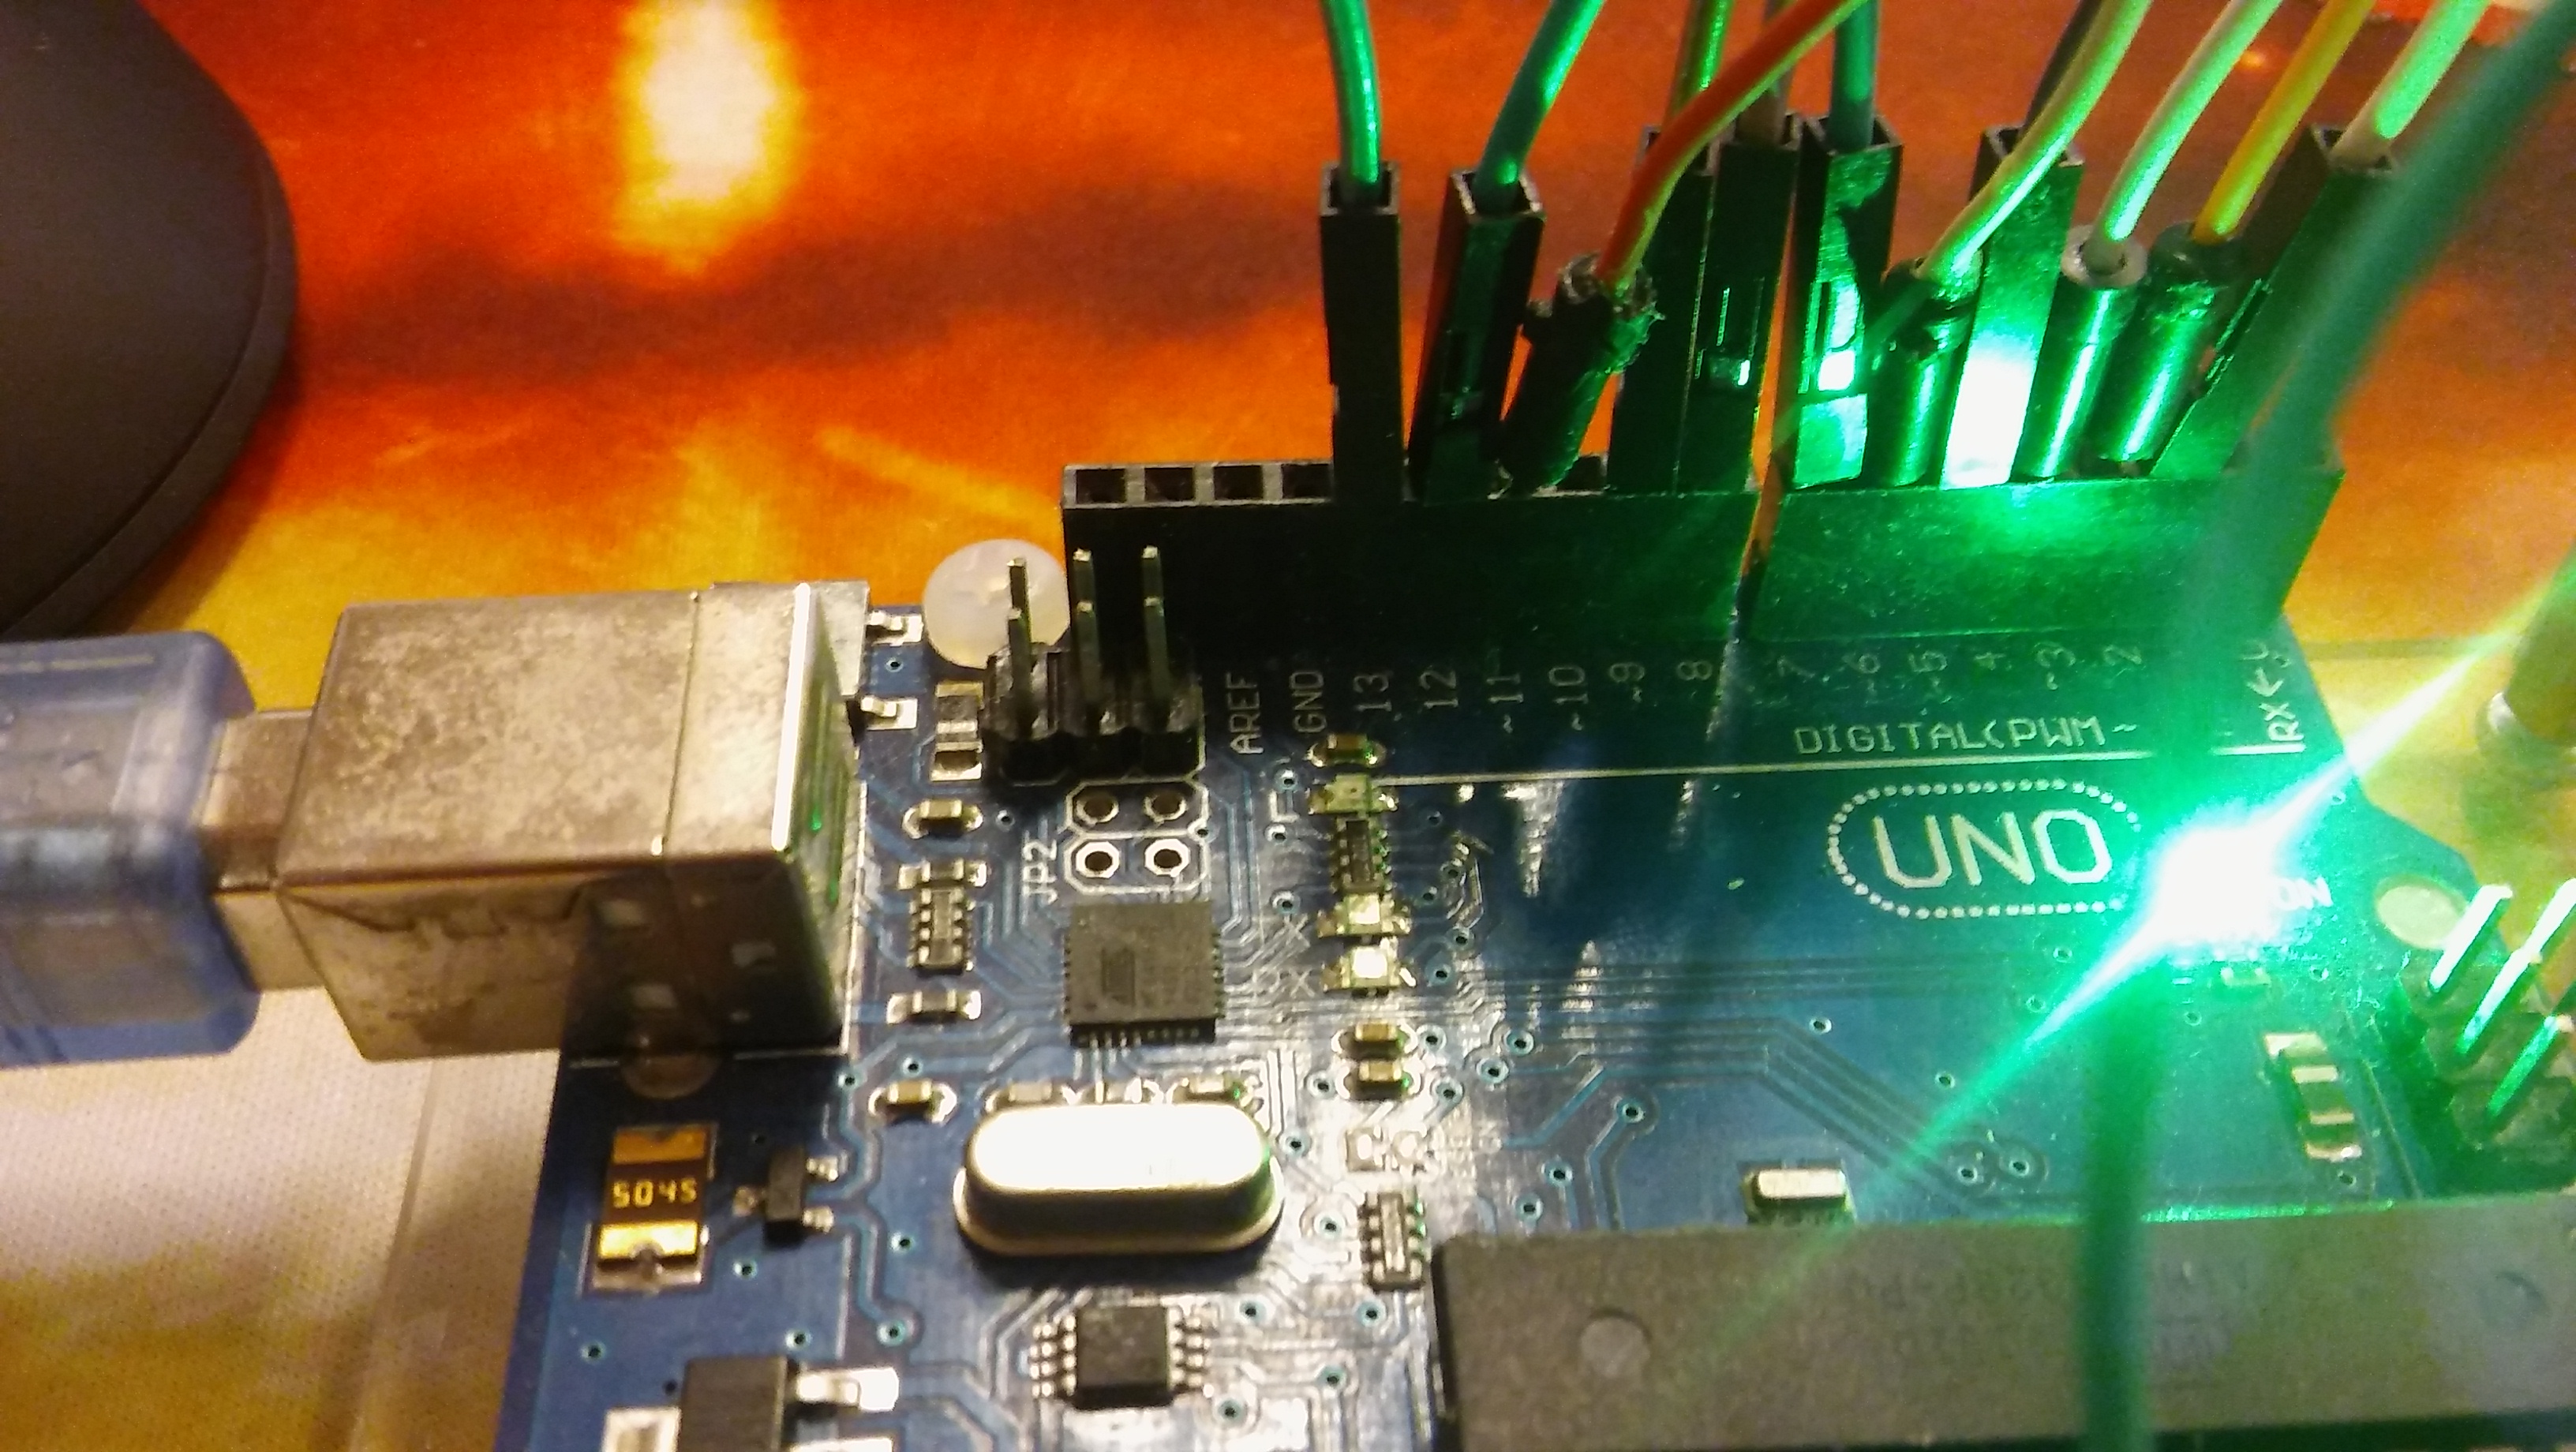 AREF
GND
13
12
~11
~10
~9
8
7
~6
~5
4
~3
2
RX←
DIGITAL(PWM~
UNO
ON
JP2
5045